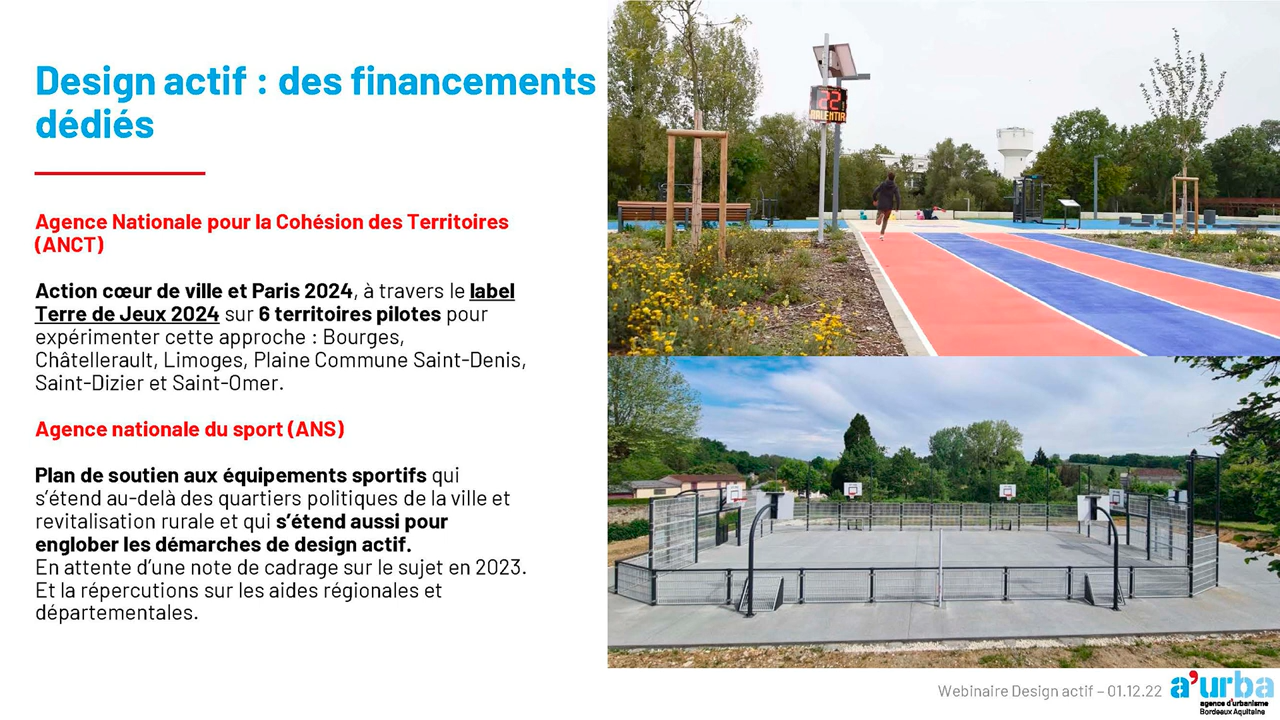 Design actif : des financements
dédiés
Agence Nationale pour la Cohésion des Territoires
(ANCT)
Action cœur de ville et Paris 2024, à travers le label
Terre de Jeux 2024 sur 6 territoires pilotes pour
expérimenter cette approche : Bourges,
Châtellerault, Limoges, Plaine Commune Saint-Denis,
Saint-Dizier et Saint-Omer.
Agence nationale du sport (ANS)
Plan de soutien aux équipements sportifs qui
s’étend au-delà des quartiers politiques de la ville et
revitalisation rurale et qui s’étend aussi pour
englober les démarches de design actif.
En attente d’une note de cadrage sur le sujet en 2023.
Et la répercutions sur les aides régionales et
départementales.
22
RALENTIR
Webinaire Design actif – 01.12.22
a’urba
agence d’urbanisme
Bordeaux Aquitaine